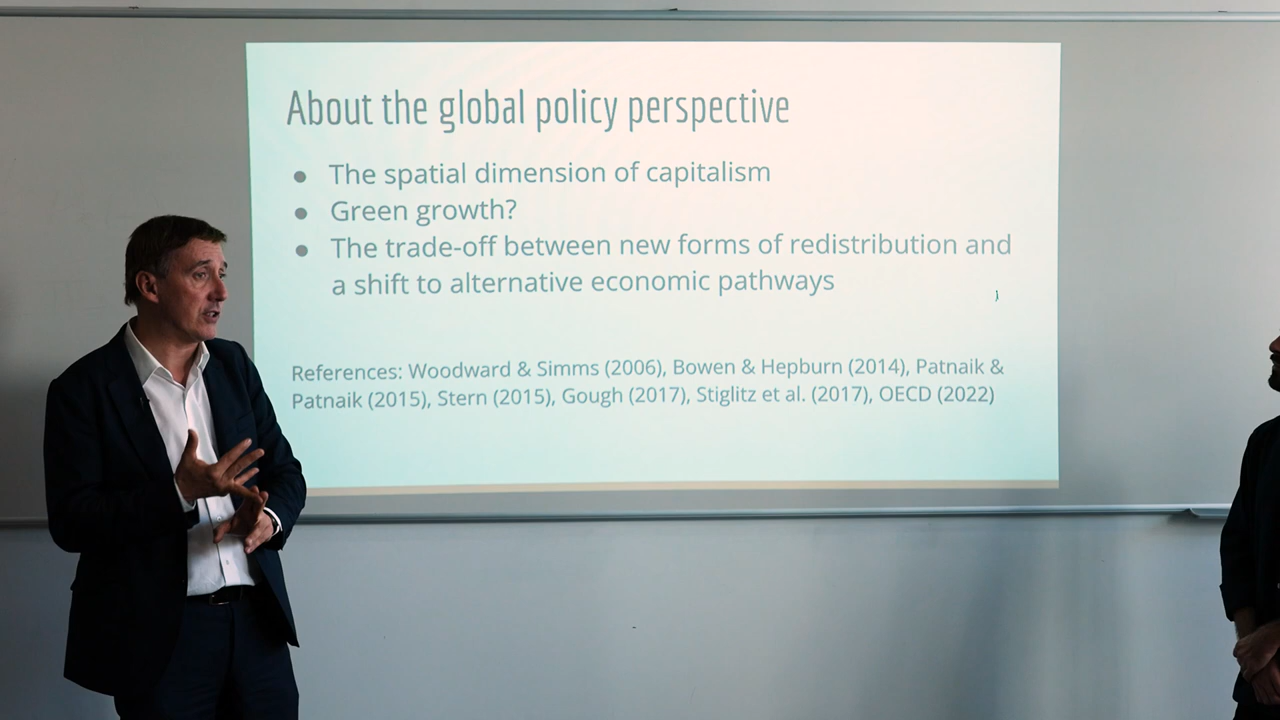 About the global policy perspective
● The spatial dimension of capitalism
● Green growth?
● The trade-off between new forms of redistribution and
a shift to alternative economic pathways
References: Woodward & Simms (2006), Bowen & Hepburn (2014), Patnaik &
Patnaik (2015), Stern (2015), Gough (2017), Stiglitz et al. (2017), OECD (2022)